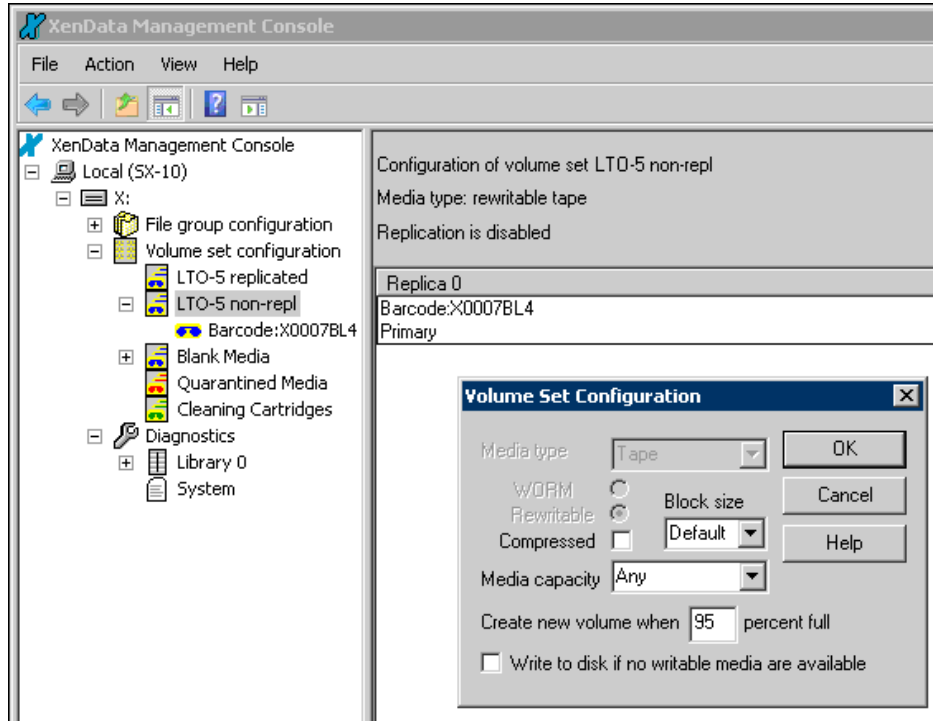 XenData Management Console
File Action View Help
XenData Management Console
Local (SX-10)
X:
File group configuration
Volume set configuration
LTO-5 replicated
LTO-5 non-repl
Barcode:X0007BL4
Blank Media
Quarantined Media
Cleaning Cartridges
Diagnostics
Library 0
System
Configuration of volume set LTO-5 non-repl
Media type: rewritable tape
Replication is disabled
Replica 0
Barcode:X0007BL4
Primary
Volume Set Configuration
Media type Tape OK
WORM
Rewritable
Block size
Cancel
Compressed Default Help
Media capacity Any
Create new volume when 95 percent full
Write to disk if no writable media are available